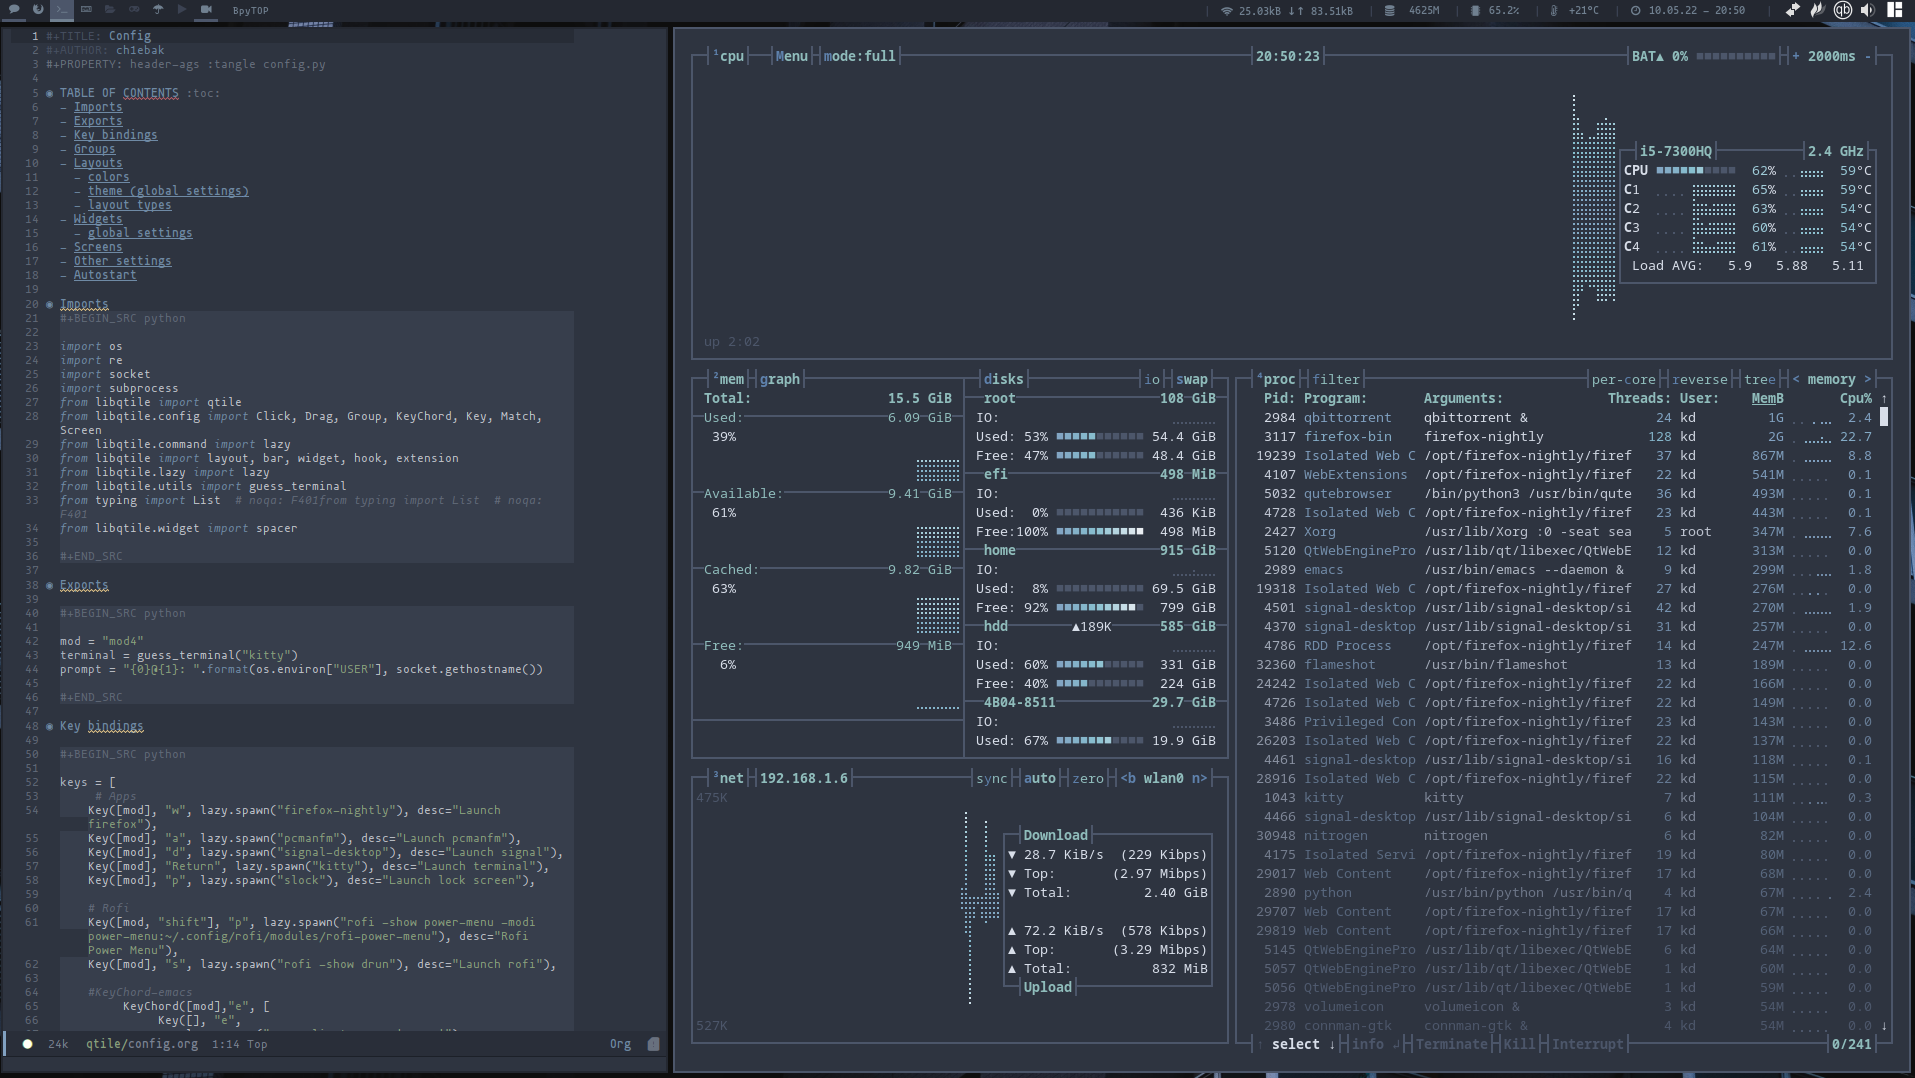 BpyTOP
25.03kB ↓↑ 83.51kB
4625M
65.2%
+21°C
10.05.22 – 20:50
1 #+TITLE: Config
2 #+AUTHOR: ch1ebak
3 #+PROPERTY: header-ags :tangle config.py
4
5 ◉ TABLE OF CONTENTS :toc:
6 - Imports
7 - Exports
8 - Key bindings
9 - Groups
10 - Layouts
11 - colors
12 - theme (global settings)
13 - layout types
14 - Widgets
15 - global settings
16 - Screens
17 - Other settings
18 - Autostart
19
20 ◉ Imports
21 #+BEGIN_SRC python
22
23 import os
24 import re
25 import socket
26 import subprocess
27 from libqtile import qtile
28 from libqtile.config import Click, Drag, Group, KeyChord, Key, Match,
Screen
29 from libqtile.command import lazy
30 from libqtile import layout, bar, widget, hook, extension
31 from libqtile.lazy import lazy
32 from libqtile.utils import guess_terminal
33 from typing import List  # noqa: F401from typing import List  # noqa:
F401
34 from libqtile.widget import spacer
35
36 #+END_SRC
37
38 ◉ Exports
39
40 #+BEGIN_SRC python
41
42 mod = "mod4"
43 terminal = guess_terminal("kitty")
44 prompt = "{0}@{1}: ".format(os.environ["USER"], socket.gethostname())
45
46 #+END_SRC
47
48 ◉ Key bindings
49
50 #+BEGIN_SRC python
51
52 keys = [
53 # Apps
54 Key([mod], "w", lazy.spawn("firefox-nightly"), desc="Launch
firefox"),
55 Key([mod], "a", lazy.spawn("pcmanfm"), desc="Launch pcmanfm"),
56 Key([mod], "d", lazy.spawn("signal-desktop"), desc="Launch signal"),
57 Key([mod], "Return", lazy.spawn("kitty"), desc="Launch terminal"),
58 Key([mod], "p", lazy.spawn("slock"), desc="Launch lock screen"),
59
60 # Rofi
61 Key([mod, "shift"], "p", lazy.spawn("rofi -show power-menu -modi
power-menu:~/.config/rofi/modules/rofi-power-menu"), desc="Rofi
Power Menu"),
62 Key([mod], "s", lazy.spawn("rofi -show drun"), desc="Launch rofi"),
63
64 #KeyChord-emacs
65 KeyChord([mod],"e", [
66 Key([], "e",
24k qtile/config.org 1:14 Top Org
¹cpu Menu mode:full 20:50:23 BAT▲ 0% + 2000ms -
i5-7300HQ 2.4 GHz
CPU 62% 59°C
C1 65% 59°C
C2 63% 54°C
C3 60% 54°C
C4 61% 54°C
Load AVG: 5.9 5.88 5.11
up 2:02
²mem graph
Total: 15.5 GiB
Used: 6.09 GiB
39%
Available: 9.41 GiB
61%
Cached: 9.82 GiB
63%
Free: 949 MiB
6%
disks io swap
root 108 GiB
IO:
Used: 53% 54.4 GiB
Free: 47% 48.4 GiB
efi 498 MiB
IO:
Used: 0% 436 KiB
Free:100% 498 MiB
home 915 GiB
IO:
Used: 8% 69.5 GiB
Free: 92% 799 GiB
hdd ▲189K 585 GiB
IO:
Used: 60% 331 GiB
Free: 40% 224 GiB
4B04-8511 29.7 GiB
IO:
Used: 67% 19.9 GiB
³net 192.168.1.6 sync auto zero <b wlan0 n>
475K
Download
▼ 28.7 KiB/s (229 Kibps)
▼ Top: (2.97 Mibps)
▼ Total: 2.40 GiB
▲ 72.2 KiB/s (578 Kibps)
▲ Top: (3.29 Mibps)
▲ Total: 832 MiB
Upload
527K
⁴proc filter per-core reverse tree < memory >
Pid: Program: Arguments: Threads: User: MemB Cpu% ↑
2984 qbittorrent qbittorrent & 24 kd 1G 2.4
3117 firefox-bin firefox-nightly 128 kd 2G 22.7
19239 Isolated Web C /opt/firefox-nightly/firef 37 kd 867M 8.8
4107 WebExtensions /opt/firefox-nightly/firef 22 kd 541M 0.1
5032 qutebrowser /bin/python3 /usr/bin/qute 36 kd 493M 0.1
4728 Isolated Web C /opt/firefox-nightly/firef 23 kd 443M 0.1
2427 Xorg /usr/lib/Xorg :0 -seat sea 5 root 347M 7.6
5120 QtWebEnginePro /usr/lib/qt/libexec/QtWebE 12 kd 313M 0.0
2989 emacs /usr/bin/emacs --daemon & 9 kd 299M 1.8
19318 Isolated Web C /opt/firefox-nightly/firef 27 kd 276M 0.0
4501 signal-desktop /usr/lib/signal-desktop/si 42 kd 270M 1.9
4370 signal-desktop /usr/lib/signal-desktop/si 31 kd 257M 0.0
4786 RDD Process /opt/firefox-nightly/firef 14 kd 247M 12.6
32360 flameshot /usr/bin/flameshot 13 kd 189M 0.0
24242 Isolated Web C /opt/firefox-nightly/firef 22 kd 166M 0.0
4726 Isolated Web C /opt/firefox-nightly/firef 22 kd 149M 0.0
3486 Privileged Con /opt/firefox-nightly/firef 23 kd 143M 0.0
26203 Isolated Web C /opt/firefox-nightly/firef 22 kd 137M 0.0
4461 signal-desktop /usr/lib/signal-desktop/si 16 kd 118M 0.1
28916 Isolated Web C /opt/firefox-nightly/firef 22 kd 115M 0.0
1043 kitty kitty 7 kd 111M 0.3
4466 signal-desktop /usr/lib/signal-desktop/si 6 kd 104M 0.0
30948 nitrogen nitrogen 6 kd 82M 0.0
4175 Isolated Servi /opt/firefox-nightly/firef 19 kd 80M 0.0
29017 Web Content /opt/firefox-nightly/firef 17 kd 68M 0.0
2890 python /usr/bin/python /usr/bin/q 4 kd 67M 2.4
29707 Web Content /opt/firefox-nightly/firef 17 kd 67M 0.0
29819 Web Content /opt/firefox-nightly/firef 17 kd 66M 0.0
5145 QtWebEnginePro /usr/lib/qt/libexec/QtWebE 6 kd 64M 0.0
5057 QtWebEnginePro /usr/lib/qt/libexec/QtWebE 1 kd 60M 0.0
5056 QtWebEnginePro /usr/lib/qt/libexec/QtWebE 1 kd 59M 0.0
2978 volumeicon volumeicon & 3 kd 54M 0.0
2980 connman-gtk connman-gtk & 4 kd 54M 0.0 ↓
↑ select ↓ info ↲ Terminate Kill Interrupt 0/241